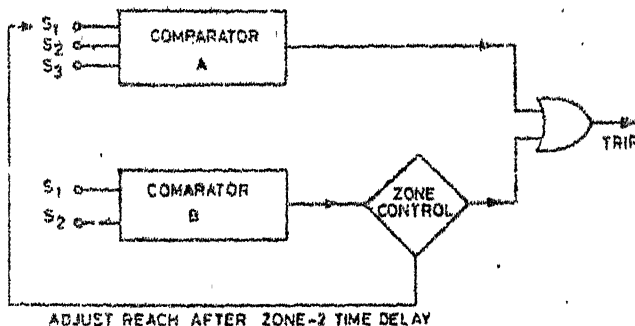 S1
S2
S3
COMPARATOR
A
TRIP
S1
S2
COMARATOR
B
ZONE
CONTROL
ADJUST REACH AFTER ZONE-2 TIME DELAY